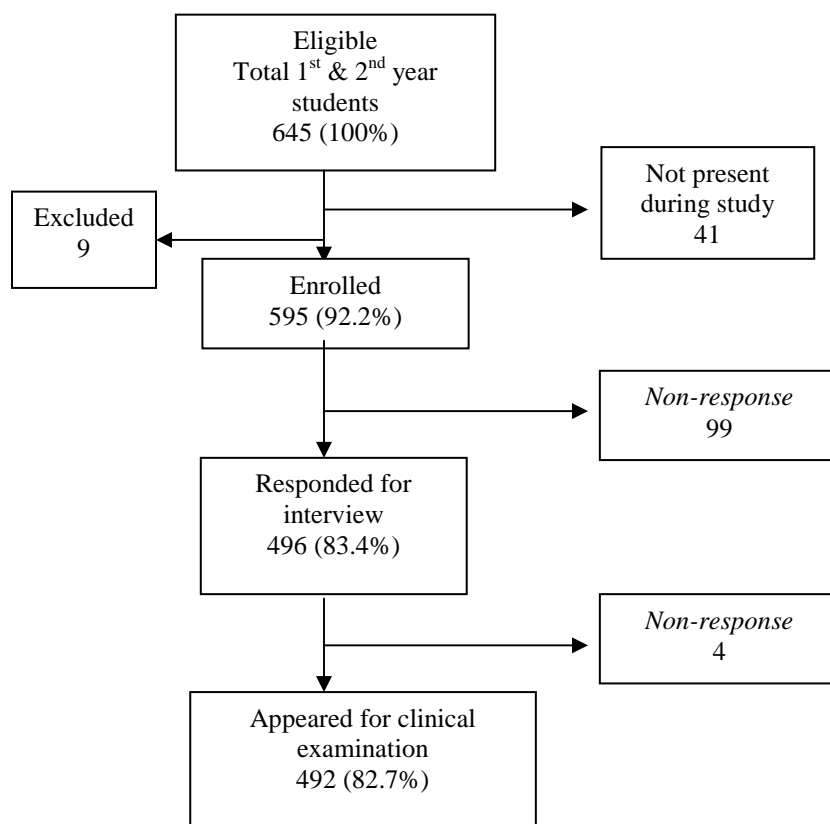 Eligible
Total 1st & 2nd year
students
645 (100%)
Not present
during study
41
Excluded
9
Enrolled
595 (92.2%)
Non-response
99
Responded for
interview
496 (83.4%)
Non-response
4
Appeared for clinical
examination
492 (82.7%)